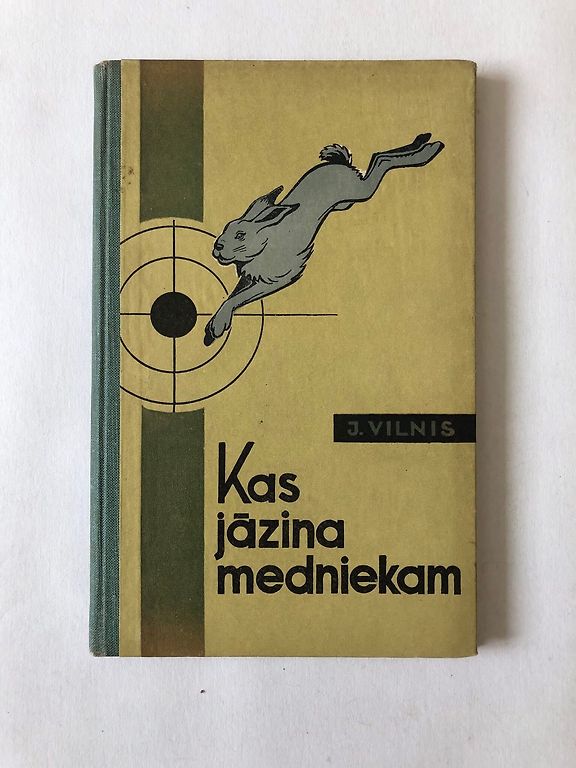 J. VILNIS
Kas
jāzina
medniekam